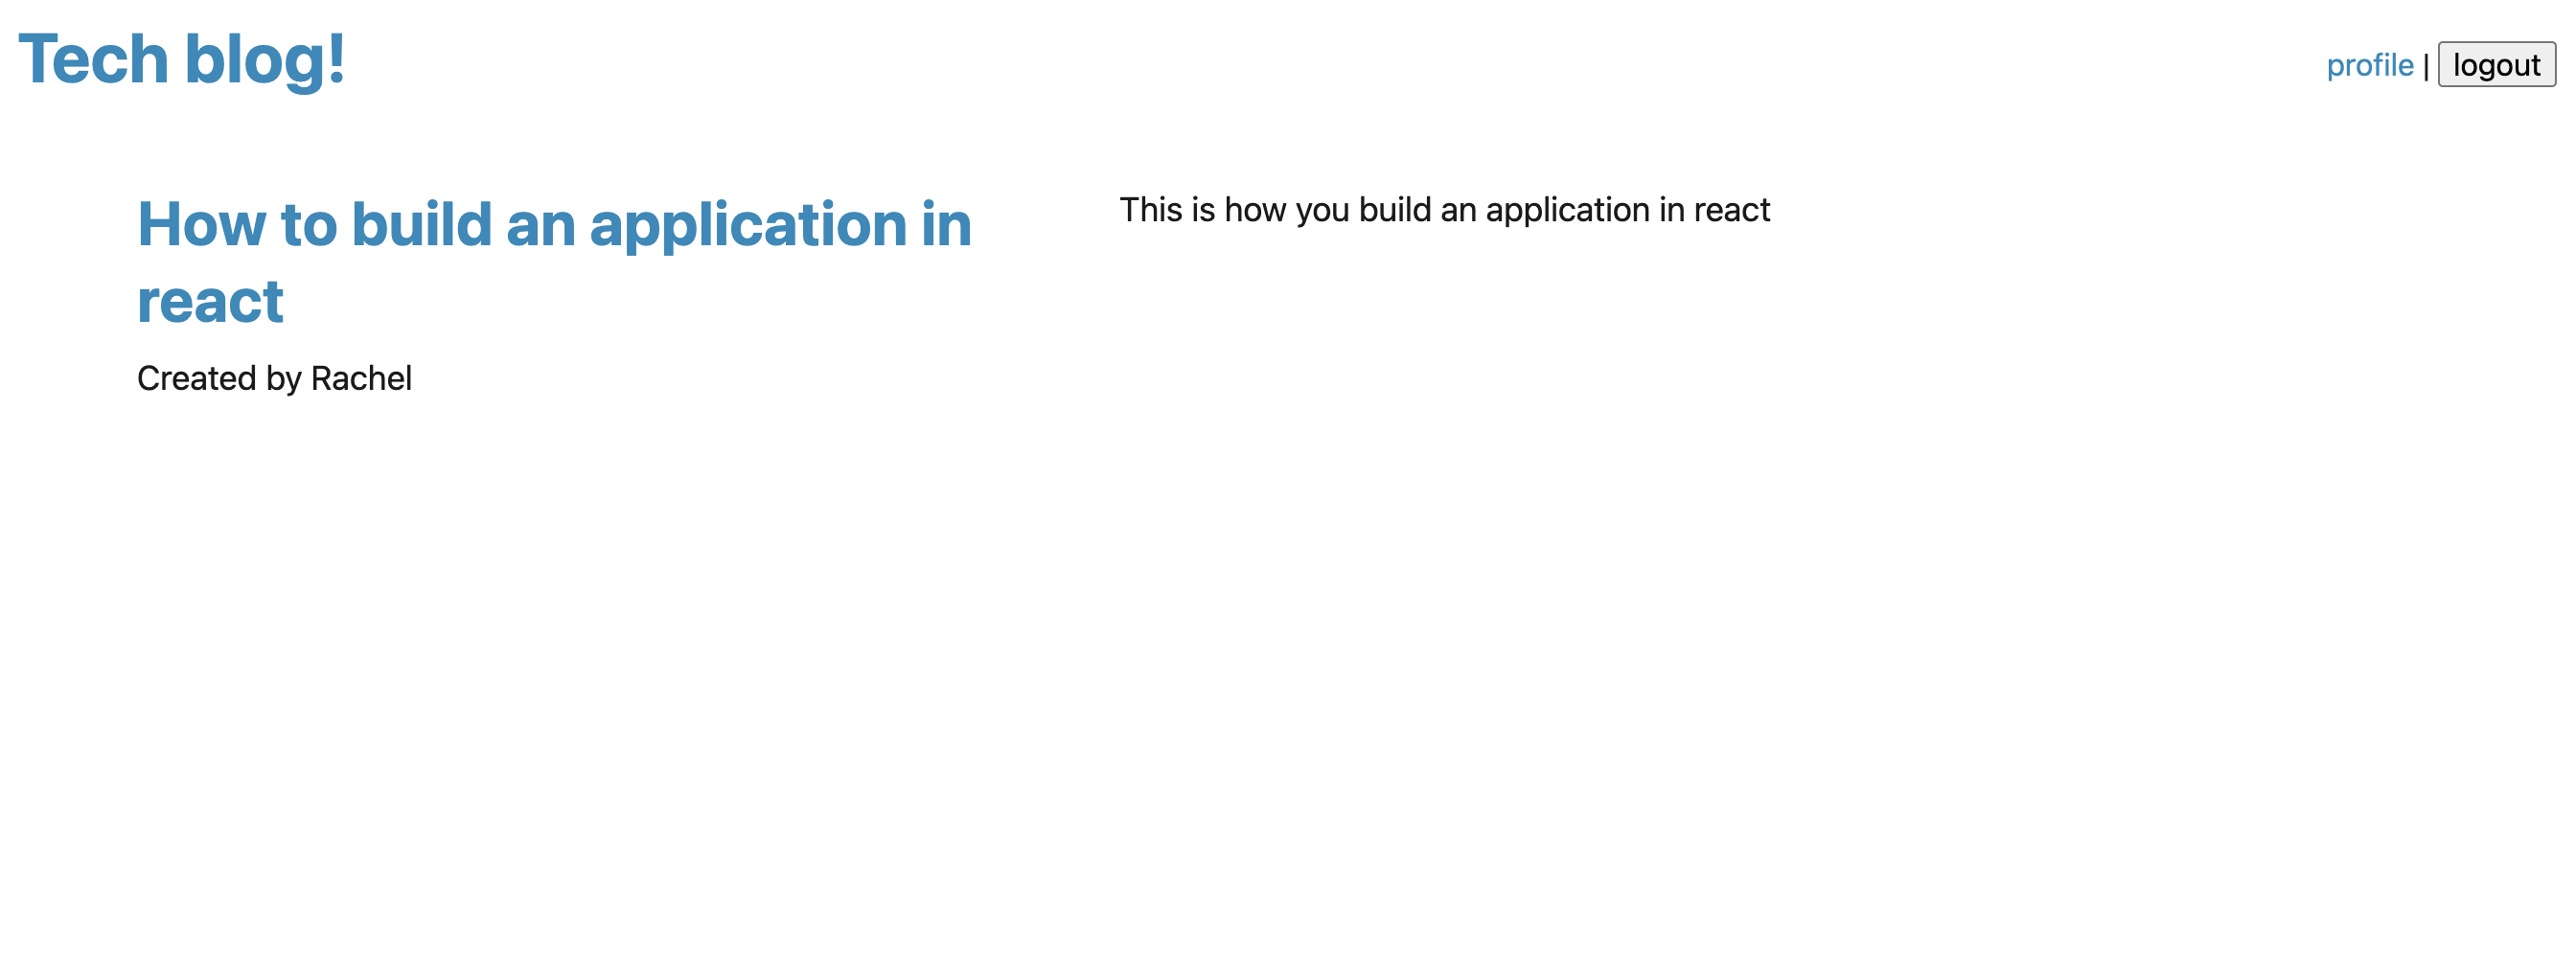 Tech blog!
profile | logout
How to build an application in
react
Created by Rachel
This is how you build an application in react